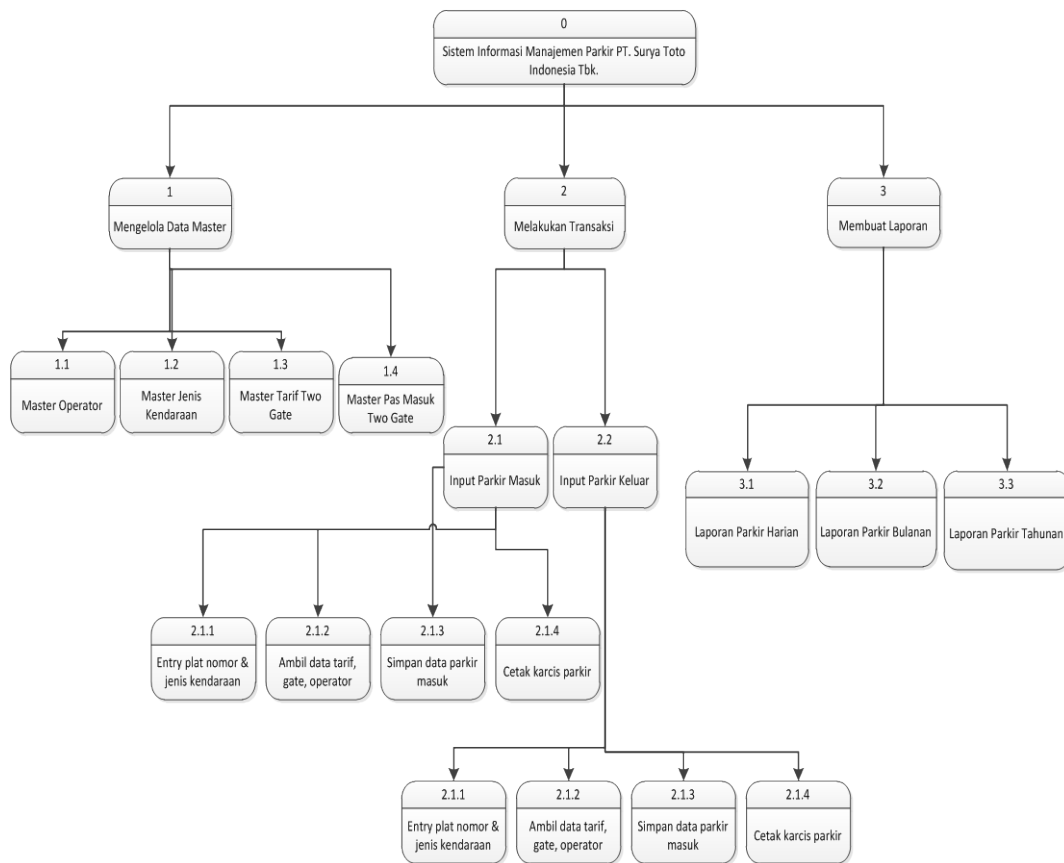 0
Sistem Informasi Manajemen Parkir PT. Surya Toto
Indonesia Tbk.
1
Mengelola Data Master
2
Melakukan Transaksi
3
Membuat Laporan
1.1
Master Operator
1.2
Master Jenis
Kendaraan
1.3
Master Tarif Two
Gate
1.4
Master Pas Masuk
Two Gate
2.1
Input Parkir Masuk
2.2
Input Parkir Keluar
3.1
Laporan Parkir Harian
3.2
Laporan Parkir Bulanan
3.3
Laporan Parkir Tahunan
2.1.1
Entry plat nomor &
jenis kendaraan
2.1.2
Ambil data tarif,
gate, operator
2.1.3
Simpan data parkir
masuk
2.1.4
Cetak karcis parkir
2.1.1
Entry plat nomor &
jenis kendaraan
2.1.2
Ambil data tarif,
gate, operator
2.1.3
Simpan data parkir
masuk
2.1.4
Cetak karcis parkir